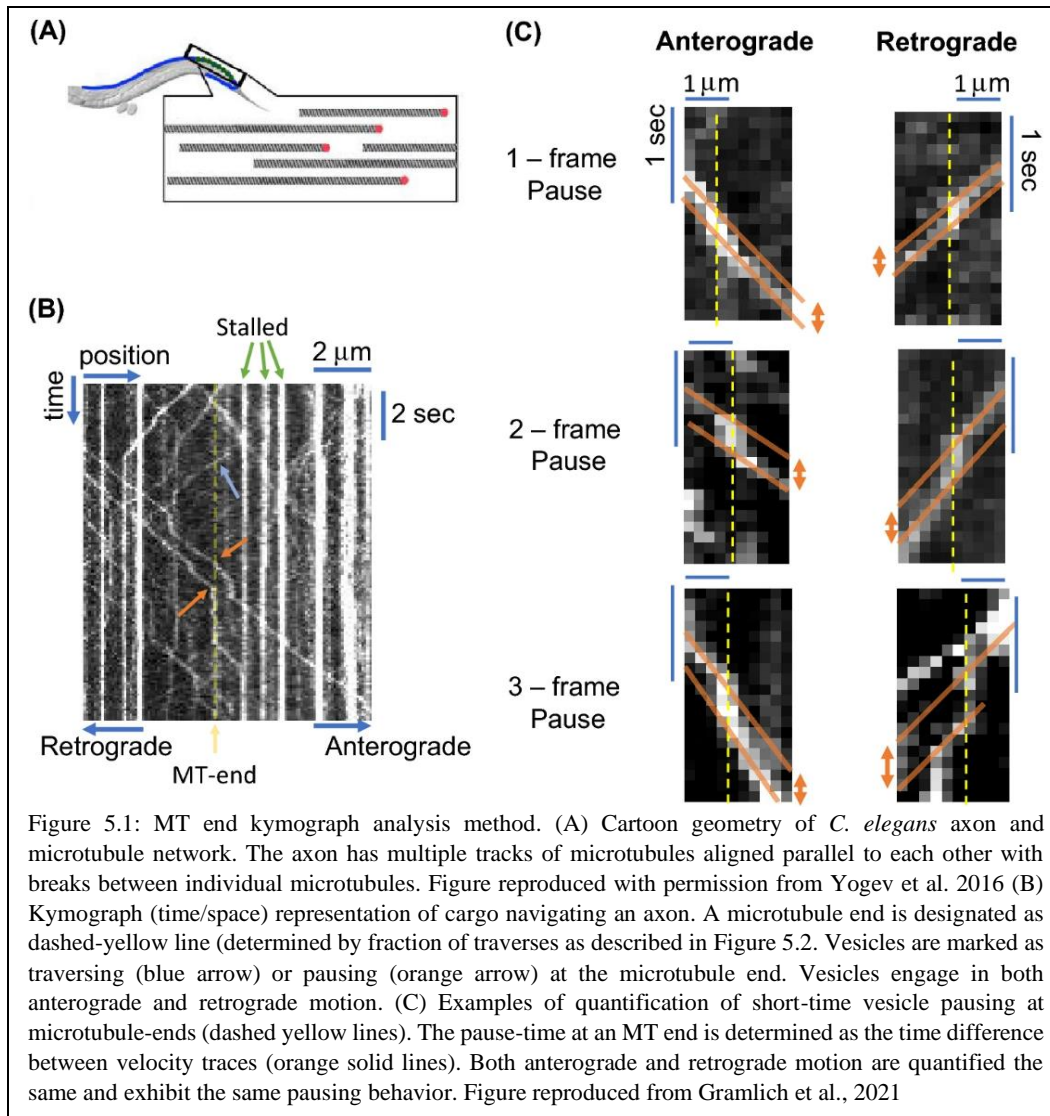 (A)
(C)
Anterograde
Retrograde
1 μm
1 μm
1 sec
1 sec
1 – frame
Pause
(B)
Stalled
position
2 μm
time
2 sec
2 – frame
Pause
3 – frame
Pause
Retrograde
Anterograde
MT-end
Figure 5.1: MT end kymograph analysis method. (A) Cartoon geometry of C. elegans axon and
microtubule network. The axon has multiple tracks of microtubules aligned parallel to each other with
breaks between individual microtubules. Figure reproduced with permission from Yogev et al. 2016 (B)
Kymograph (time/space) representation of cargo navigating an axon. A microtubule end is designated as
dashed-yellow line (determined by fraction of traverses as described in Figure 5.2. Vesicles are marked as
traversing (blue arrow) or pausing (orange arrow) at the microtubule end. Vesicles engage in both
anterograde and retrograde motion. (C) Examples of quantification of short-time vesicle pausing at
microtubule-ends (dashed yellow lines). The pause-time at an MT end is determined as the time difference
between velocity traces (orange solid lines). Both anterograde and retrograde motion are quantified the
same and exhibit the same pausing behavior. Figure reproduced from Gramlich et al., 2021